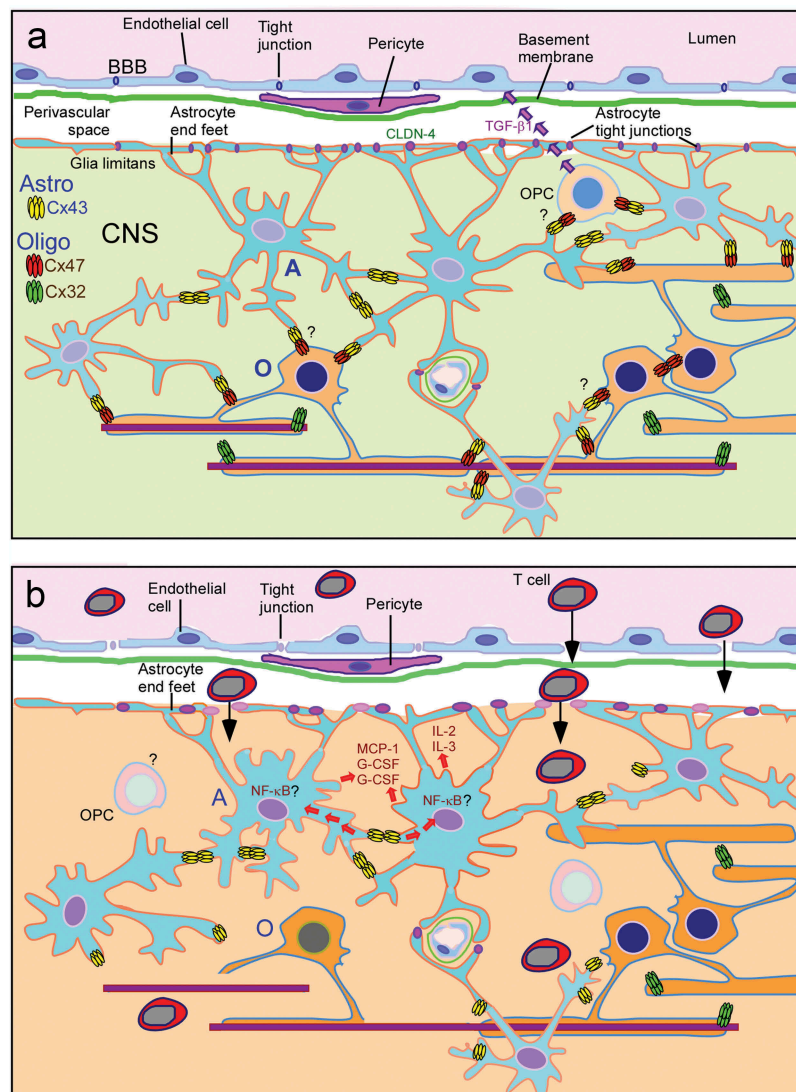 a
Endothelial cell
BBB
Tight
junction
Pericyte
Basement
membrane
Lumen
Perivascular
space
Astrocyte
end feet
CLDN-4
TGF-β1
Astrocyte
tight junctions
Glia limitans
Astro
Cx43
Oligo
Cx47
Cx32
CNS
OPC
?
A
?
O
?
b
Endothelial
cell
Tight
junction
Pericyte
T cell
Astrocyte
end feet
MCP-1
G-CSF
G-CSF
IL-2
IL-3
?
OPC
A
NF-κB?
NF-κB?
O